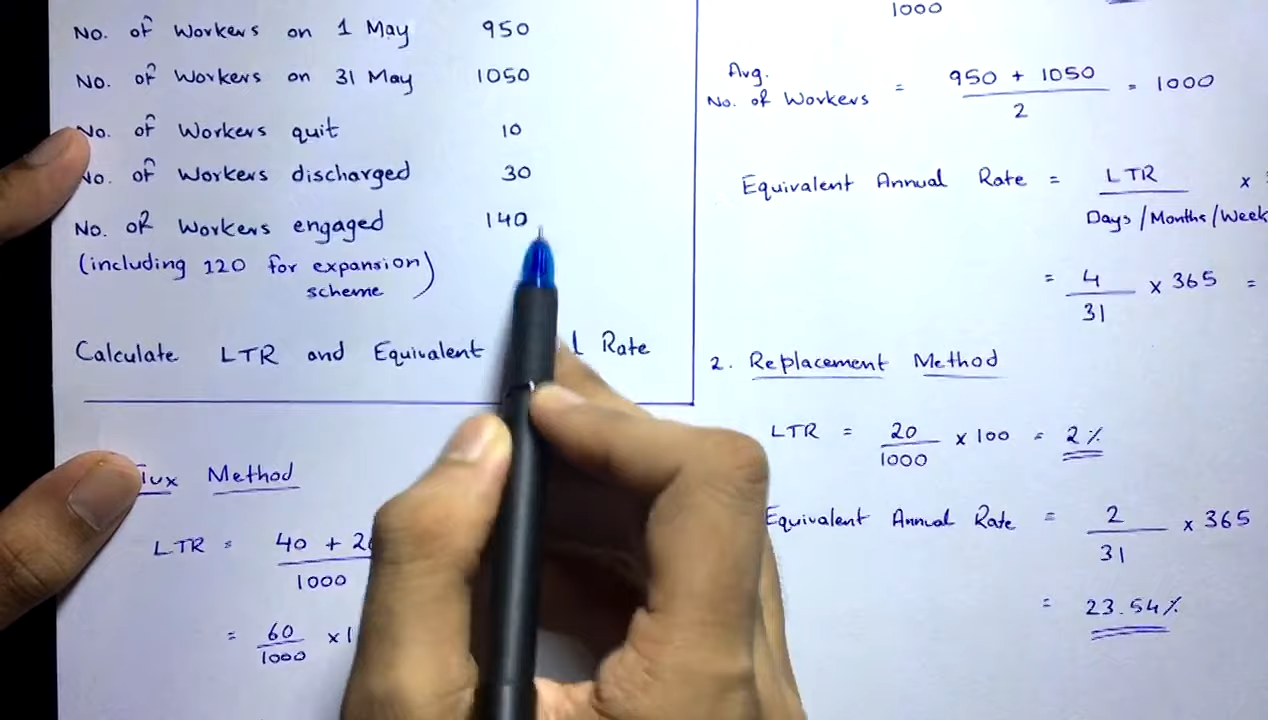 No. of Workers on 1 May 950
No. of Workers on 31 May 1050
No. of Workers quit 10
No. of Workers discharged 30
No. of Workers engaged 140
(including 120 for expansion
scheme)
Calculate LTR and Equivalent Rate
Flux Method
LTR = 40 + 2
1000
= 60 x 1
1000
1000
Avg.
No. of Workers = 950 + 1050 = 1000
2
Equivalent Annual Rate = LTR x
Days/Months/Week
= 4 x 365 =
31
2. Replacement Method
LTR = 20 x 100 = 2%
1000
Equivalent Annual Rate = 2 x 365
31
= 23.54%